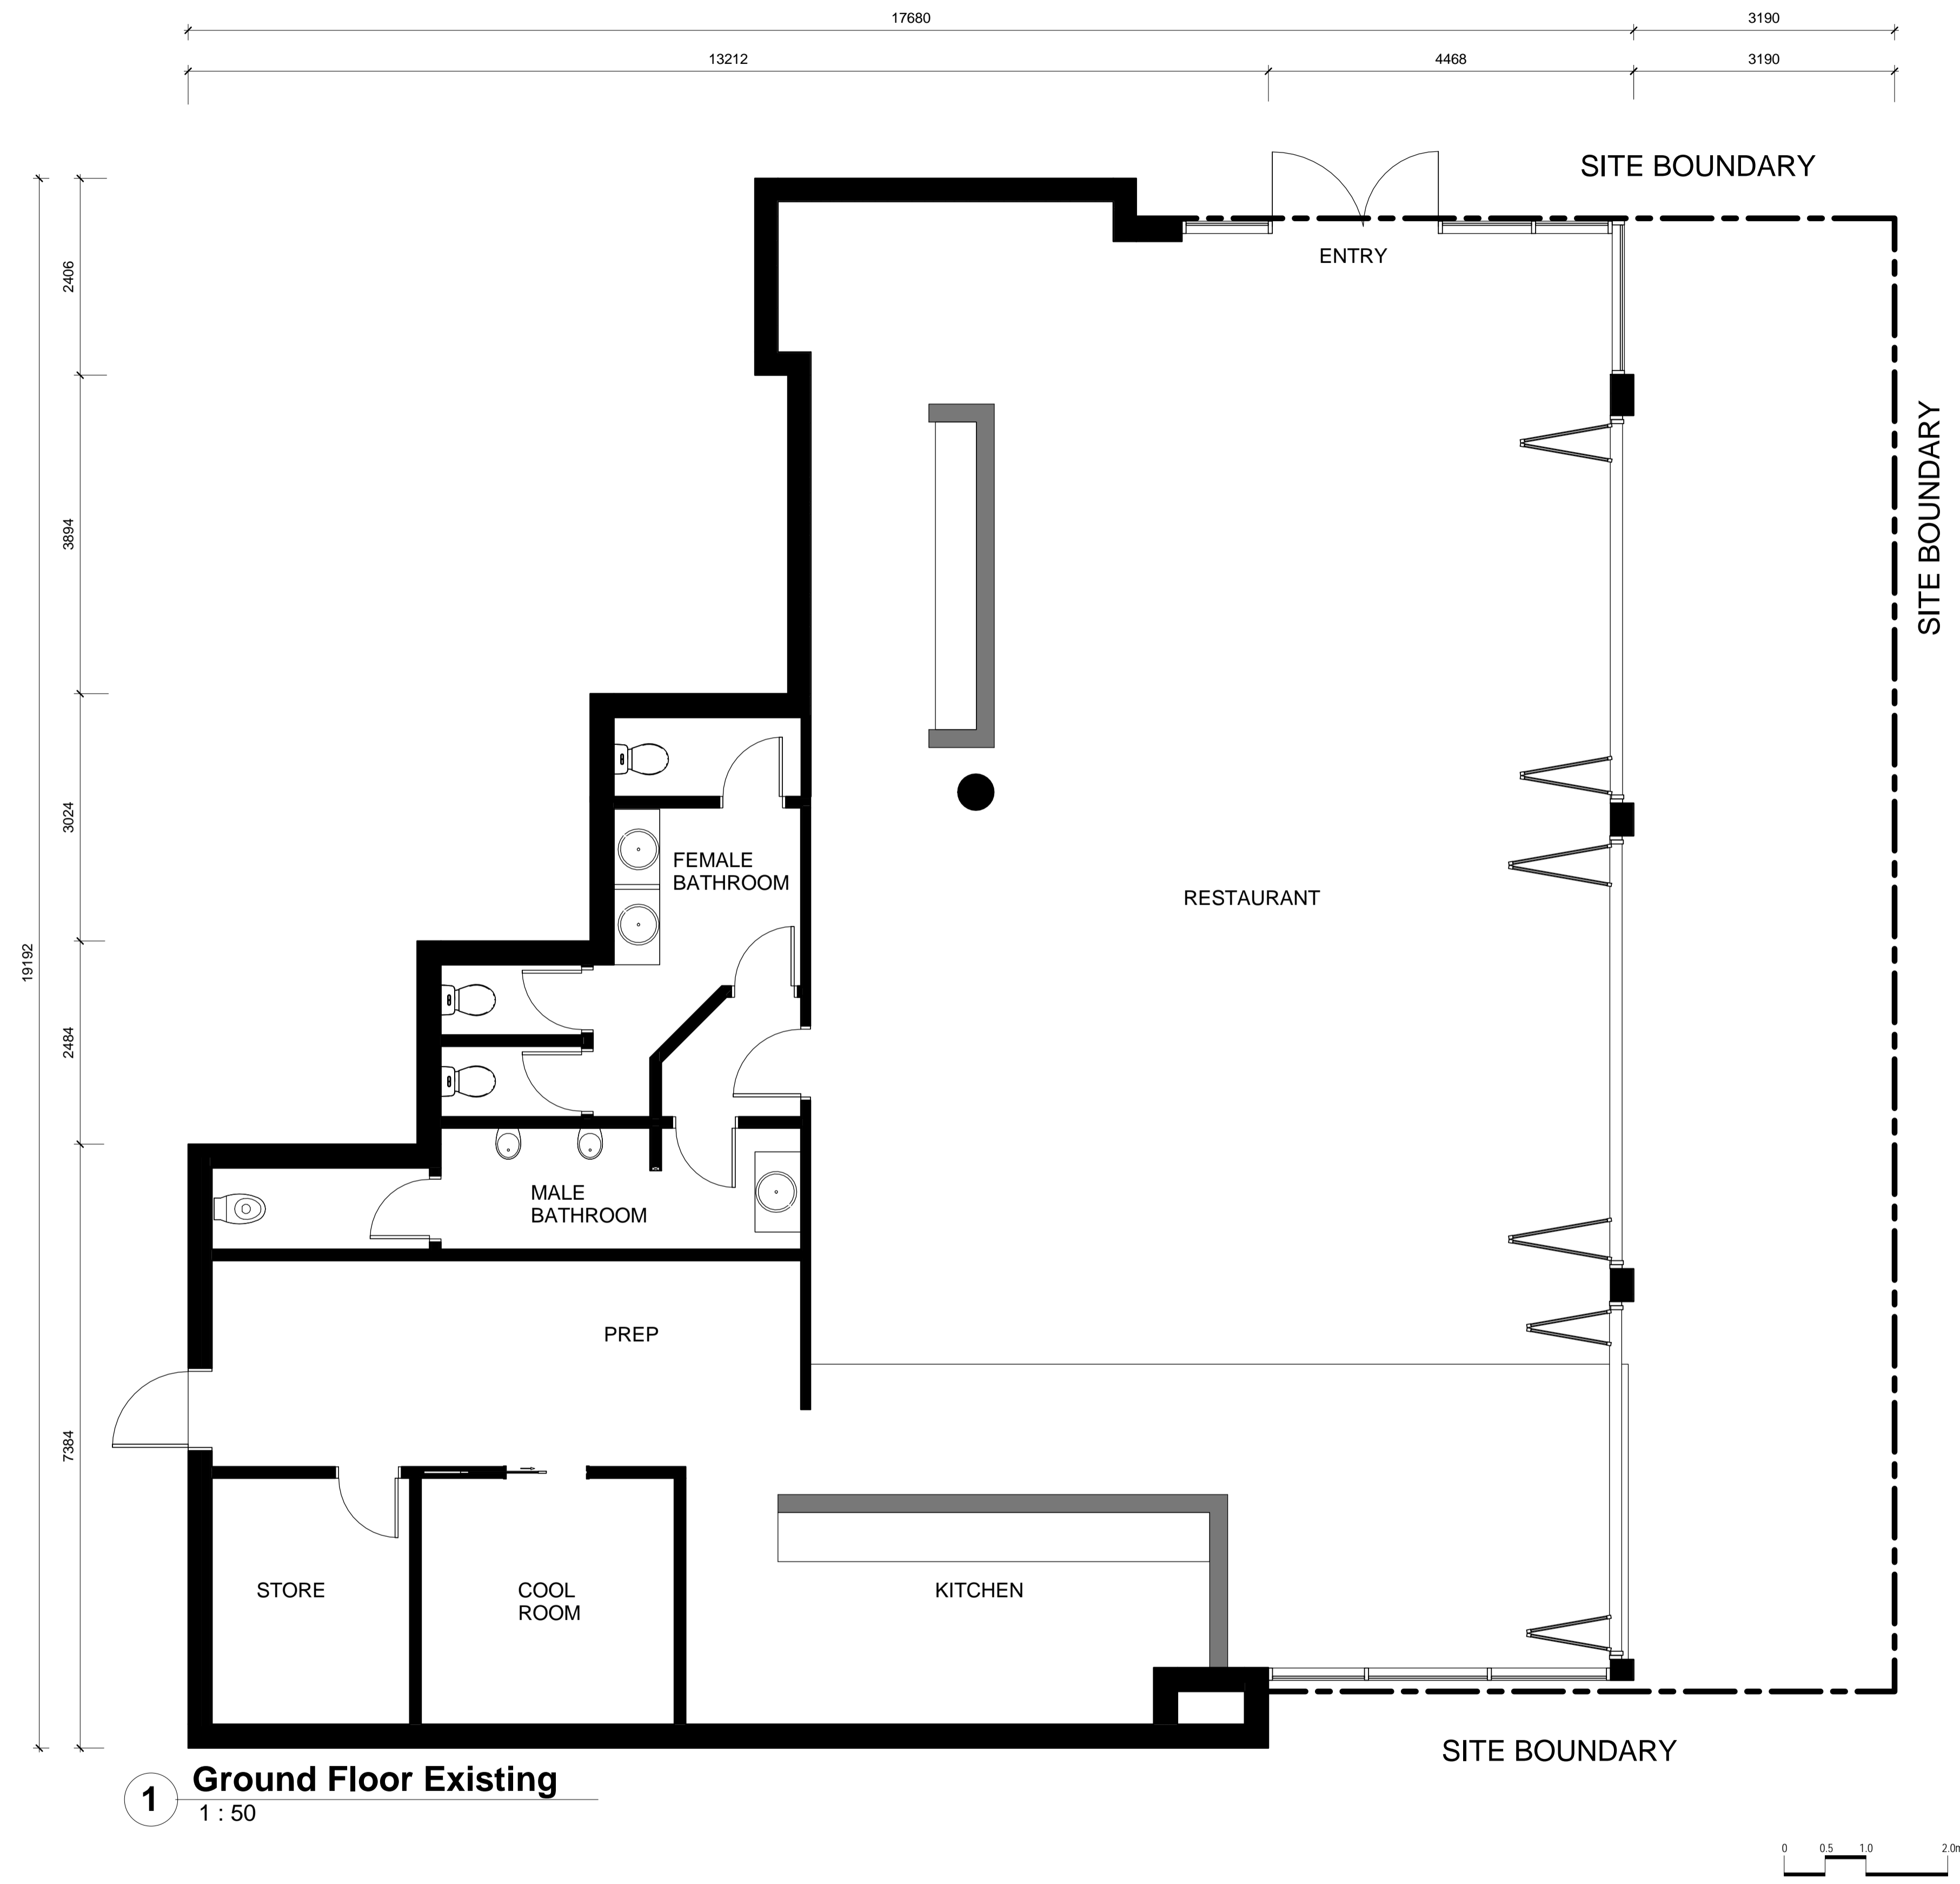 17680
3190
13212
4468
3190
SITE BOUNDARY
ENTRY
2406
3894
3024
19192
2484
7384
SITE BOUNDARY
FEMALE
BATHROOM
RESTAURANT
MALE
BATHROOM
PREP
STORE
COOL
ROOM
KITCHEN
SITE BOUNDARY
1
Ground Floor Existing
1 : 50
0 0.5 1.0 2.0m